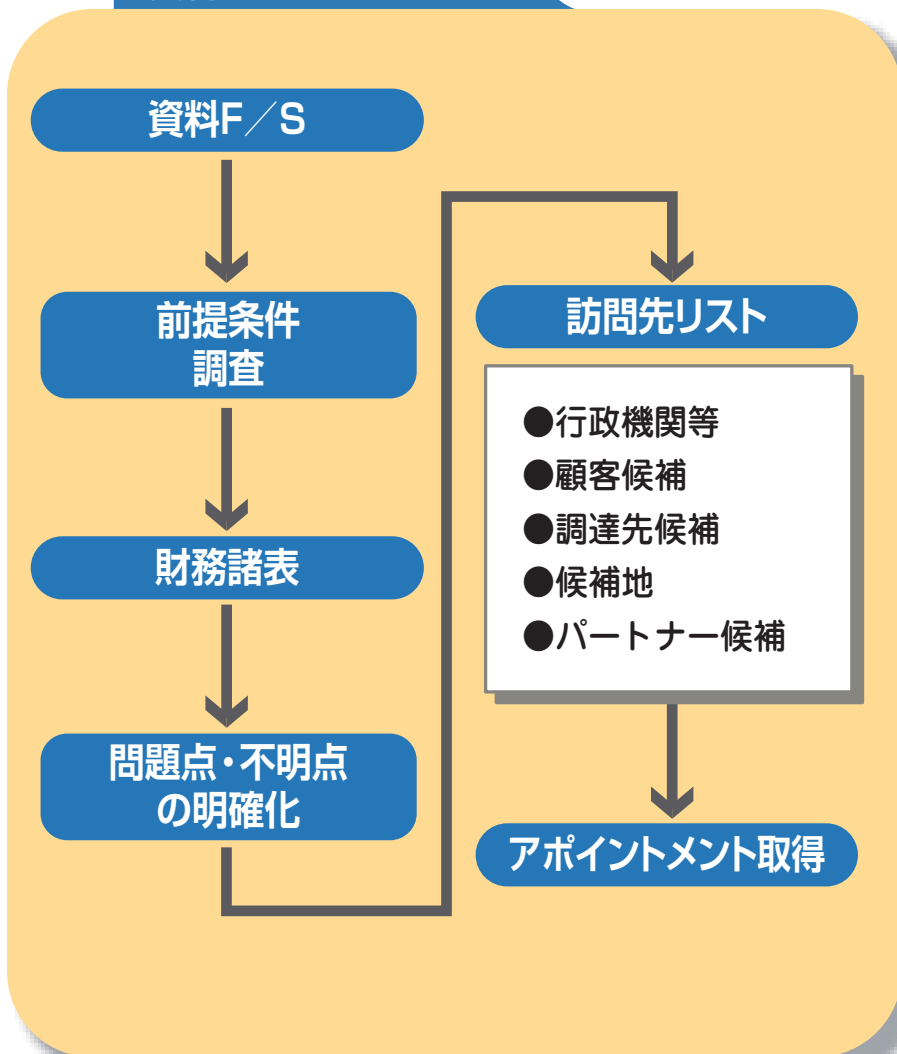 資料F／S
前提条件
調査
財務諸表
問題点・不明点
の明確化
訪問先リスト
●行政機関等
●顧客候補
●調達先候補
●候補地
●パートナー候補
アポイントメント取得